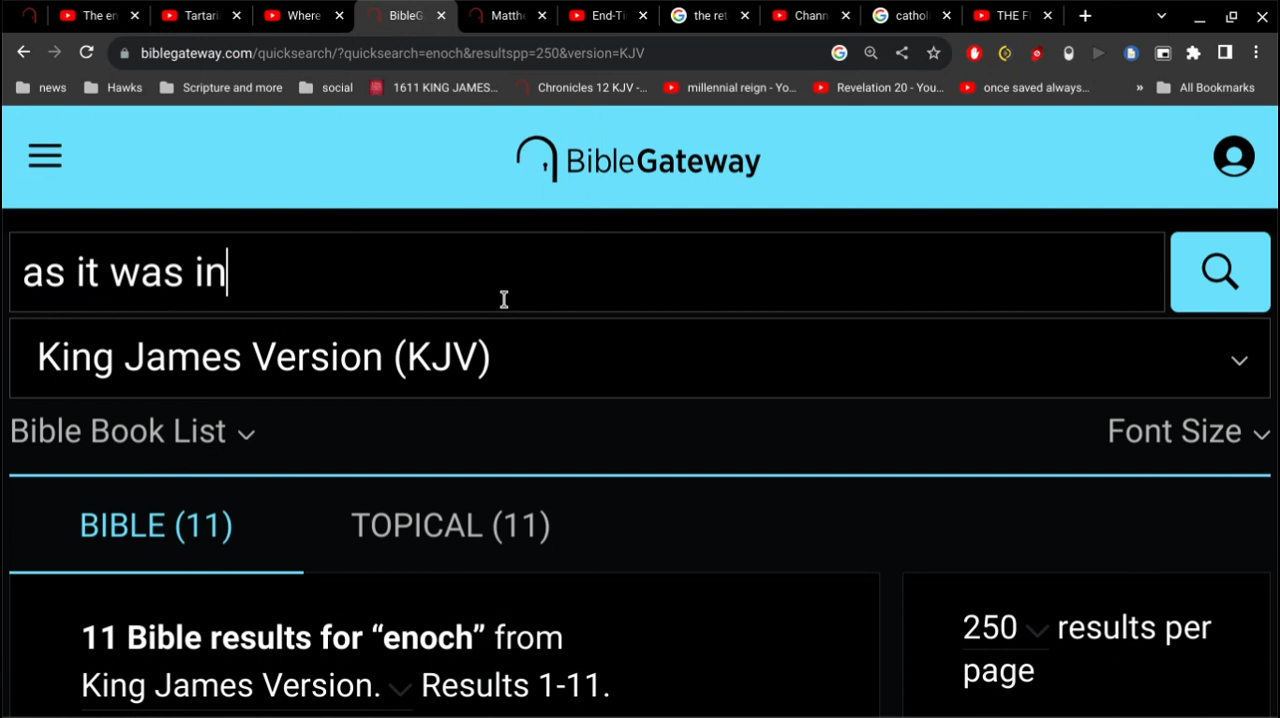 The en
Tartari
Where
BibleG
Matthe
End-Ti
the ret
Chann
cathol
THE F
biblegateway.com/quicksearch/?quicksearch=enoch&resultspp=250&version=KJV
news
Hawks
Scripture and more
social
1611 KING JAMES...
Chronicles 12 KJV -...
millennial reign - Yo...
Revelation 20 - You...
once saved always...
»
All Bookmarks
BibleGateway
as it was in
King James Version (KJV)
Bible Book List
Font Size
BIBLE (11)
TOPICAL (11)
11 Bible results for “enoch” from
King James Version. Results 1-11.
250 results per
page